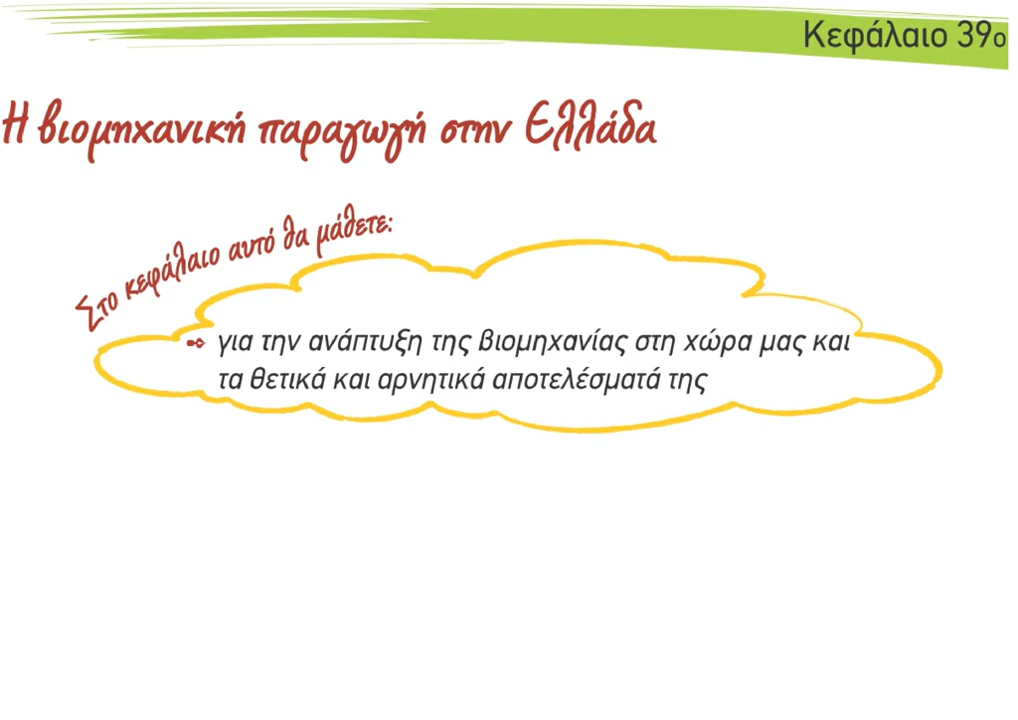 Κεφάλαιο 39ο
Η βιομηχανική παραγωγή στην Ελλάδα
Στο κεφάλαιο αυτό θα μάθετε:
για την ανάπτυξη της βιομηχανίας στη χώρα μας και
τα θετικά και αρνητικά αποτελέσματά της